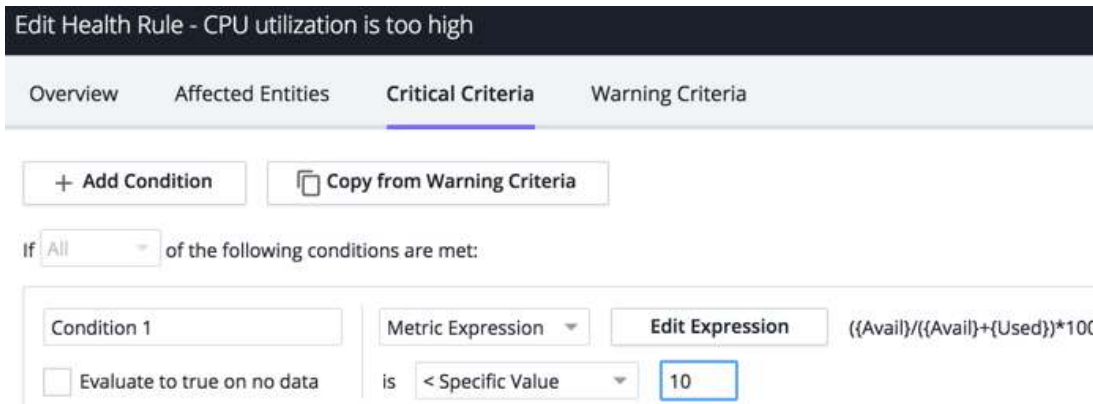 Edit Health Rule - CPU utilization is too high
Overview Affected Entities Critical Criteria Warning Criteria
+ Add Condition Copy from Warning Criteria
If All of the following conditions are met:
Condition 1 Metric Expression Edit Expression ({Avail}/({Avail}+{Used})*100
Evaluate to true on no data is < Specific Value 10